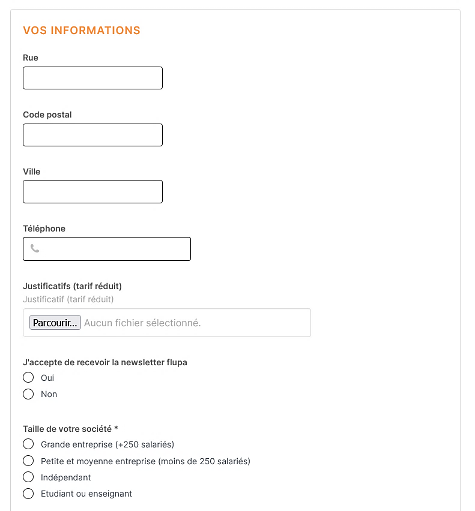 VOS INFORMATIONS
Rue
Code postal
Ville
Téléphone
Justificatifs (tarif réduit)
Justificatif (tarif réduit)
Parcourir... Aucun fichier sélectionné.
J'accepte de recevoir la newsletter flupa
Oui
Non
Taille de votre société *
Grande entreprise (+250 salariés)
Petite et moyenne entreprise (moins de 250 salariés)
Indépendant
Etudiant ou enseignant